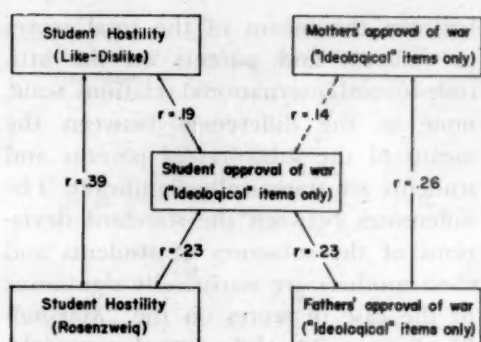 Student Hostility
(Like-Dislike)
Mothers' approval of war
("Ideological" items only)
r=.19
r=.14
r=.39
Student approval of war
("Ideological" items only)
r=.26
r=.23
r=.23
Student Hostility
(Rosenzweig)
Fathers' approval of war
("Ideological" items only)